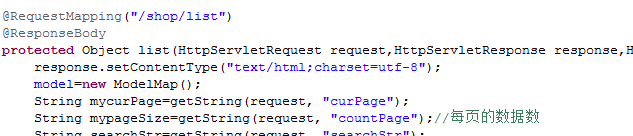 @RequestMapping("/shop/list")
@ResponseBody
protected Object list(HttpServletRequest request,HttpServletResponse response,H
response.setContentType("text/html;charset=utf-8");
model=new ModelMap();
String mycurPage=getString(request, "curPage");
String mypageSize=getString(request, "countPage");//每页的数据数
String searchStr=getString(request, "searchStr");